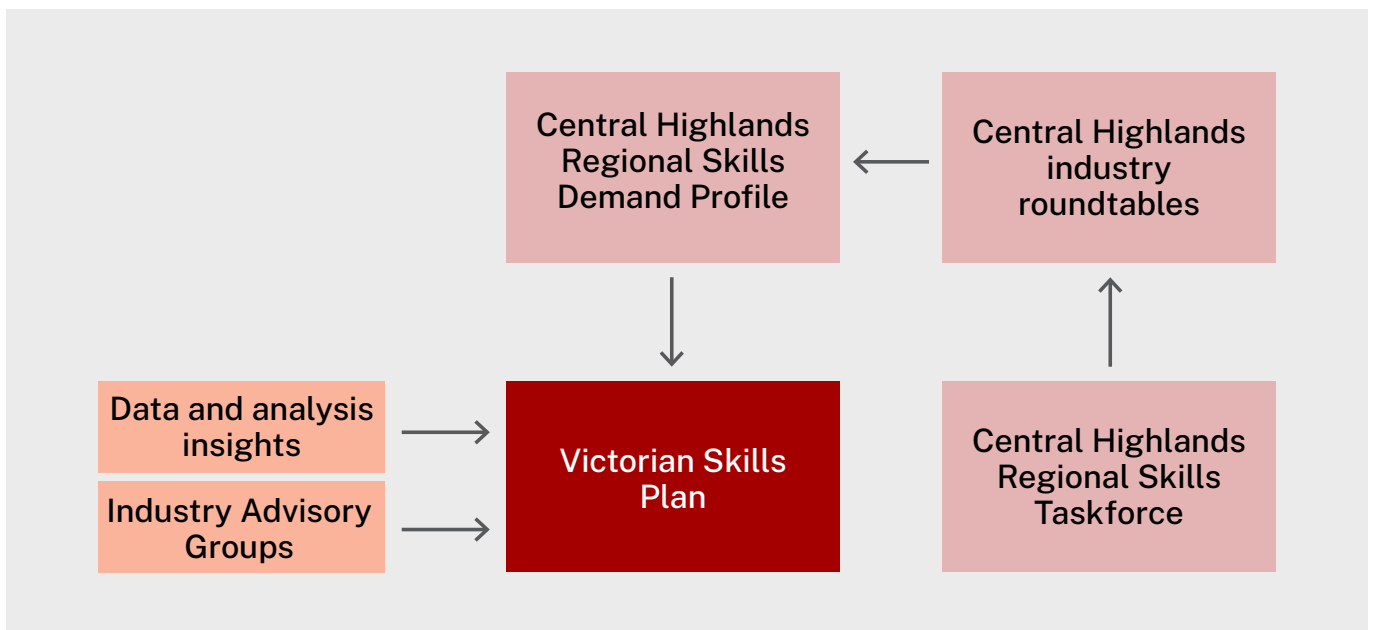 Central Highlands
Regional Skills
Demand Profile
Central Highlands
industry
roundtables
Data and analysis
insights
Industry Advisory
Groups
Victorian Skills
Plan
Central Highlands
Regional Skills
Taskforce